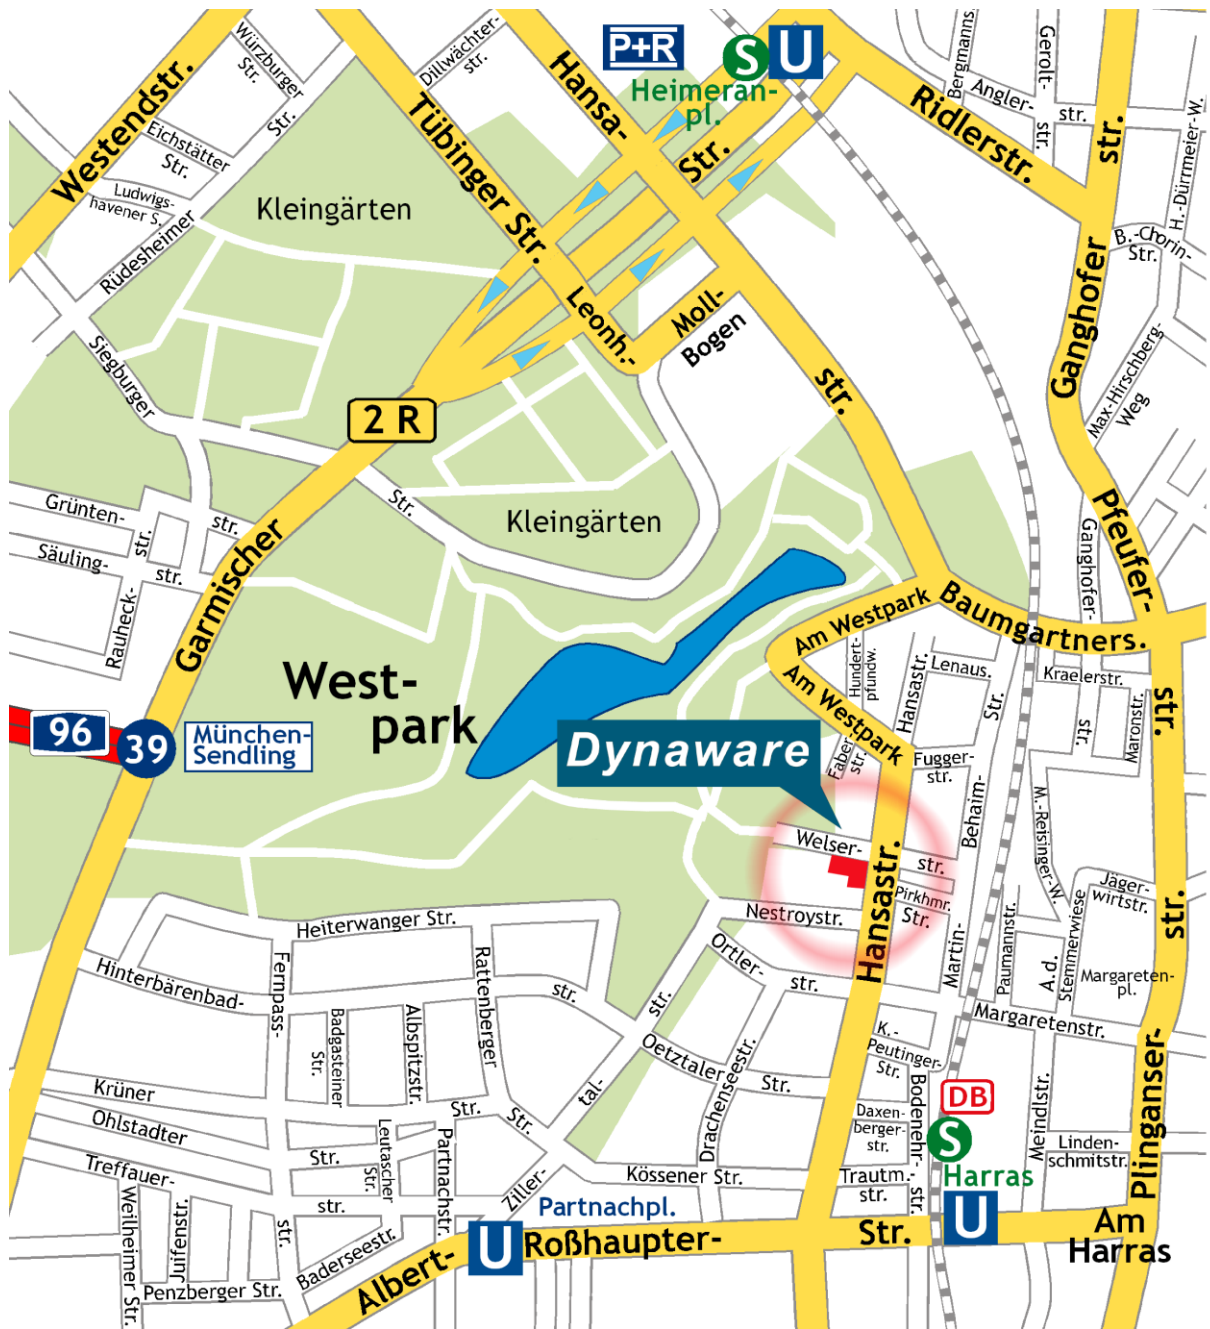 P+R
S
U
Heimeran-
pl.
Würzburger
Str.
Dillwächter-
str.
Hansa-
Str.
Bergmanns.
Gerolt-
str.
Angler-
str.
Ridlerstr.
str.
H.-Dürrmeier-W.
Westendstr.
Eichstätter
Str.
Str.
Ludwigs-
havener S.
Rüdesheimer
Kleingärten
Tübinger Str.
B.-Chorin-
Str.
Ganghofer
Leonh.-
Moll-
Bogen
Siegburger
str.
Max-Hirschberg-
Weg
2 R
Grünten-
str.
str.
Str.
Kleingärten
Pfeufer-
str.
Säuling-
str.
Rauheck-
Garmischer
Ganghofer-
Am Westpark
Baumgartners.
West-
park
Am Westpark
Hundert-
pfundw.
Hansastr.
Lenaus.
Str.
Kraelerstr.
str.
Maronstr.
96
39
München-
Sendling
Dynaware
Faber-
str.
Fugger-
str.
Behaim-
M.-Reisinger-W.
Welser-
str.
Hansastr.
Pirkhmr.
Str.
Nestroystr.
Jäger-
wirtstr.
str.
Heiterwanger Str.
Ortler-
str.
Martin-
Paumannstr.
A.d.
Stemmerwiese
Margareten-
pl.
Hinterbärenbad-
str.
Fernpass-
Rattenberger
str.
Margaretenstr.
Badgasteiner
Str.
Albspitzstr.
Oetztaler
Str.
K.-
Peutinger-
Str.
Krüner
Str.
Str.
tal-
Drachenseestr.
Daxen-
berger-
str.
Bodenehr-
str.
DB
S
Harras
Meindlstr.
Plinganser-
Linden-
schmitstr.
Ohlstadter
Str.
Leutascher
Str.
Partnachstr.
Treffauer-
str.
Ziller-
Kössener Str.
Trautm.-
str.
Partnachpl.
Weilheimer Str.
Jiffenstr.
str.
Baderseestr.
U
U
Roßhaupter-
Str.
Am
Harras
Albert-
Penzberger Str.